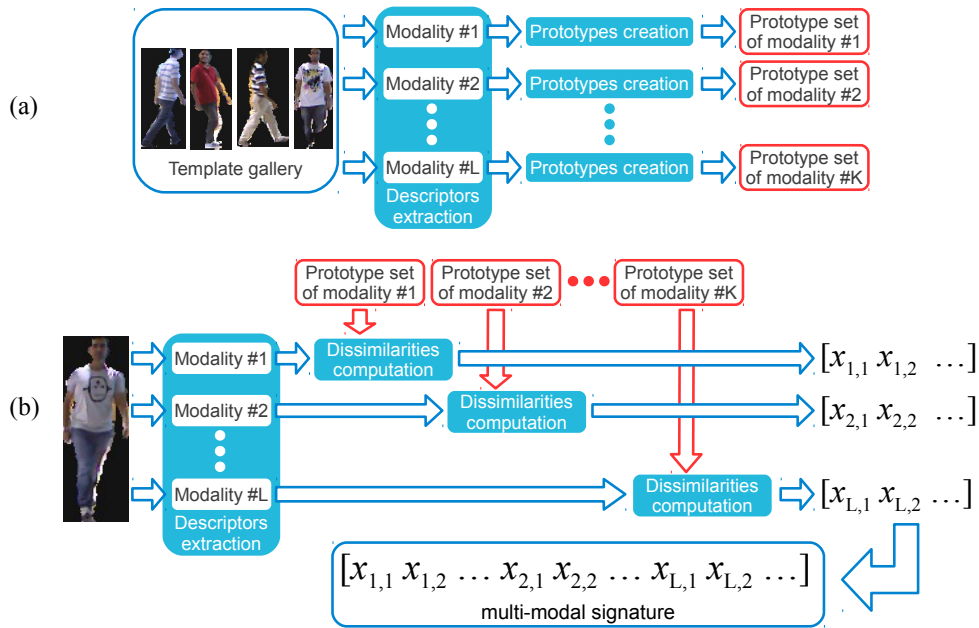 (a)
Template gallery
Modality #1
Modality #2
Modality #L
Descriptors
extraction
Prototypes creation
Prototypes creation
Prototypes creation
Prototype set
of modality #1
Prototype set
of modality #2
Prototype set
of modality #K
(b)
Prototype set
of modality #1
Prototype set
of modality #2
Prototype set
of modality #K
Modality #1
Modality #2
Modality #L
Descriptors
extraction
Dissimilarities
computation
Dissimilarities
computation
Dissimilarities
computation
[x1,1 x1,2 …]
[x2,1 x2,2 …]
[xL,1 xL,2 …]
[x1,1 x1,2 … x2,1 x2,2 … xL,1 xL,2 …]
multi-modal signature